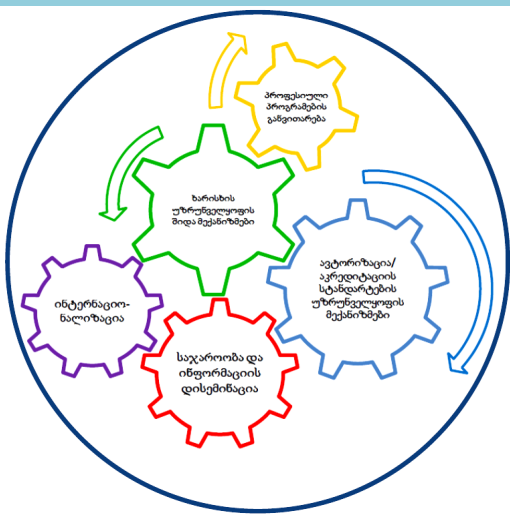 პროფესიული
პროგრამების
განვითარება
ხარისხის
უზრუნველყოფის
შიდა მექანიზმები
ავტორიზაცია/
აკრედიტაციის
სტანდარტების
უზრუნველყოფის
მექანიზმები
ინტერნაციო-
ნალიზაცია
საჯაროობა და
ინფორმაციის
დისემინაცია